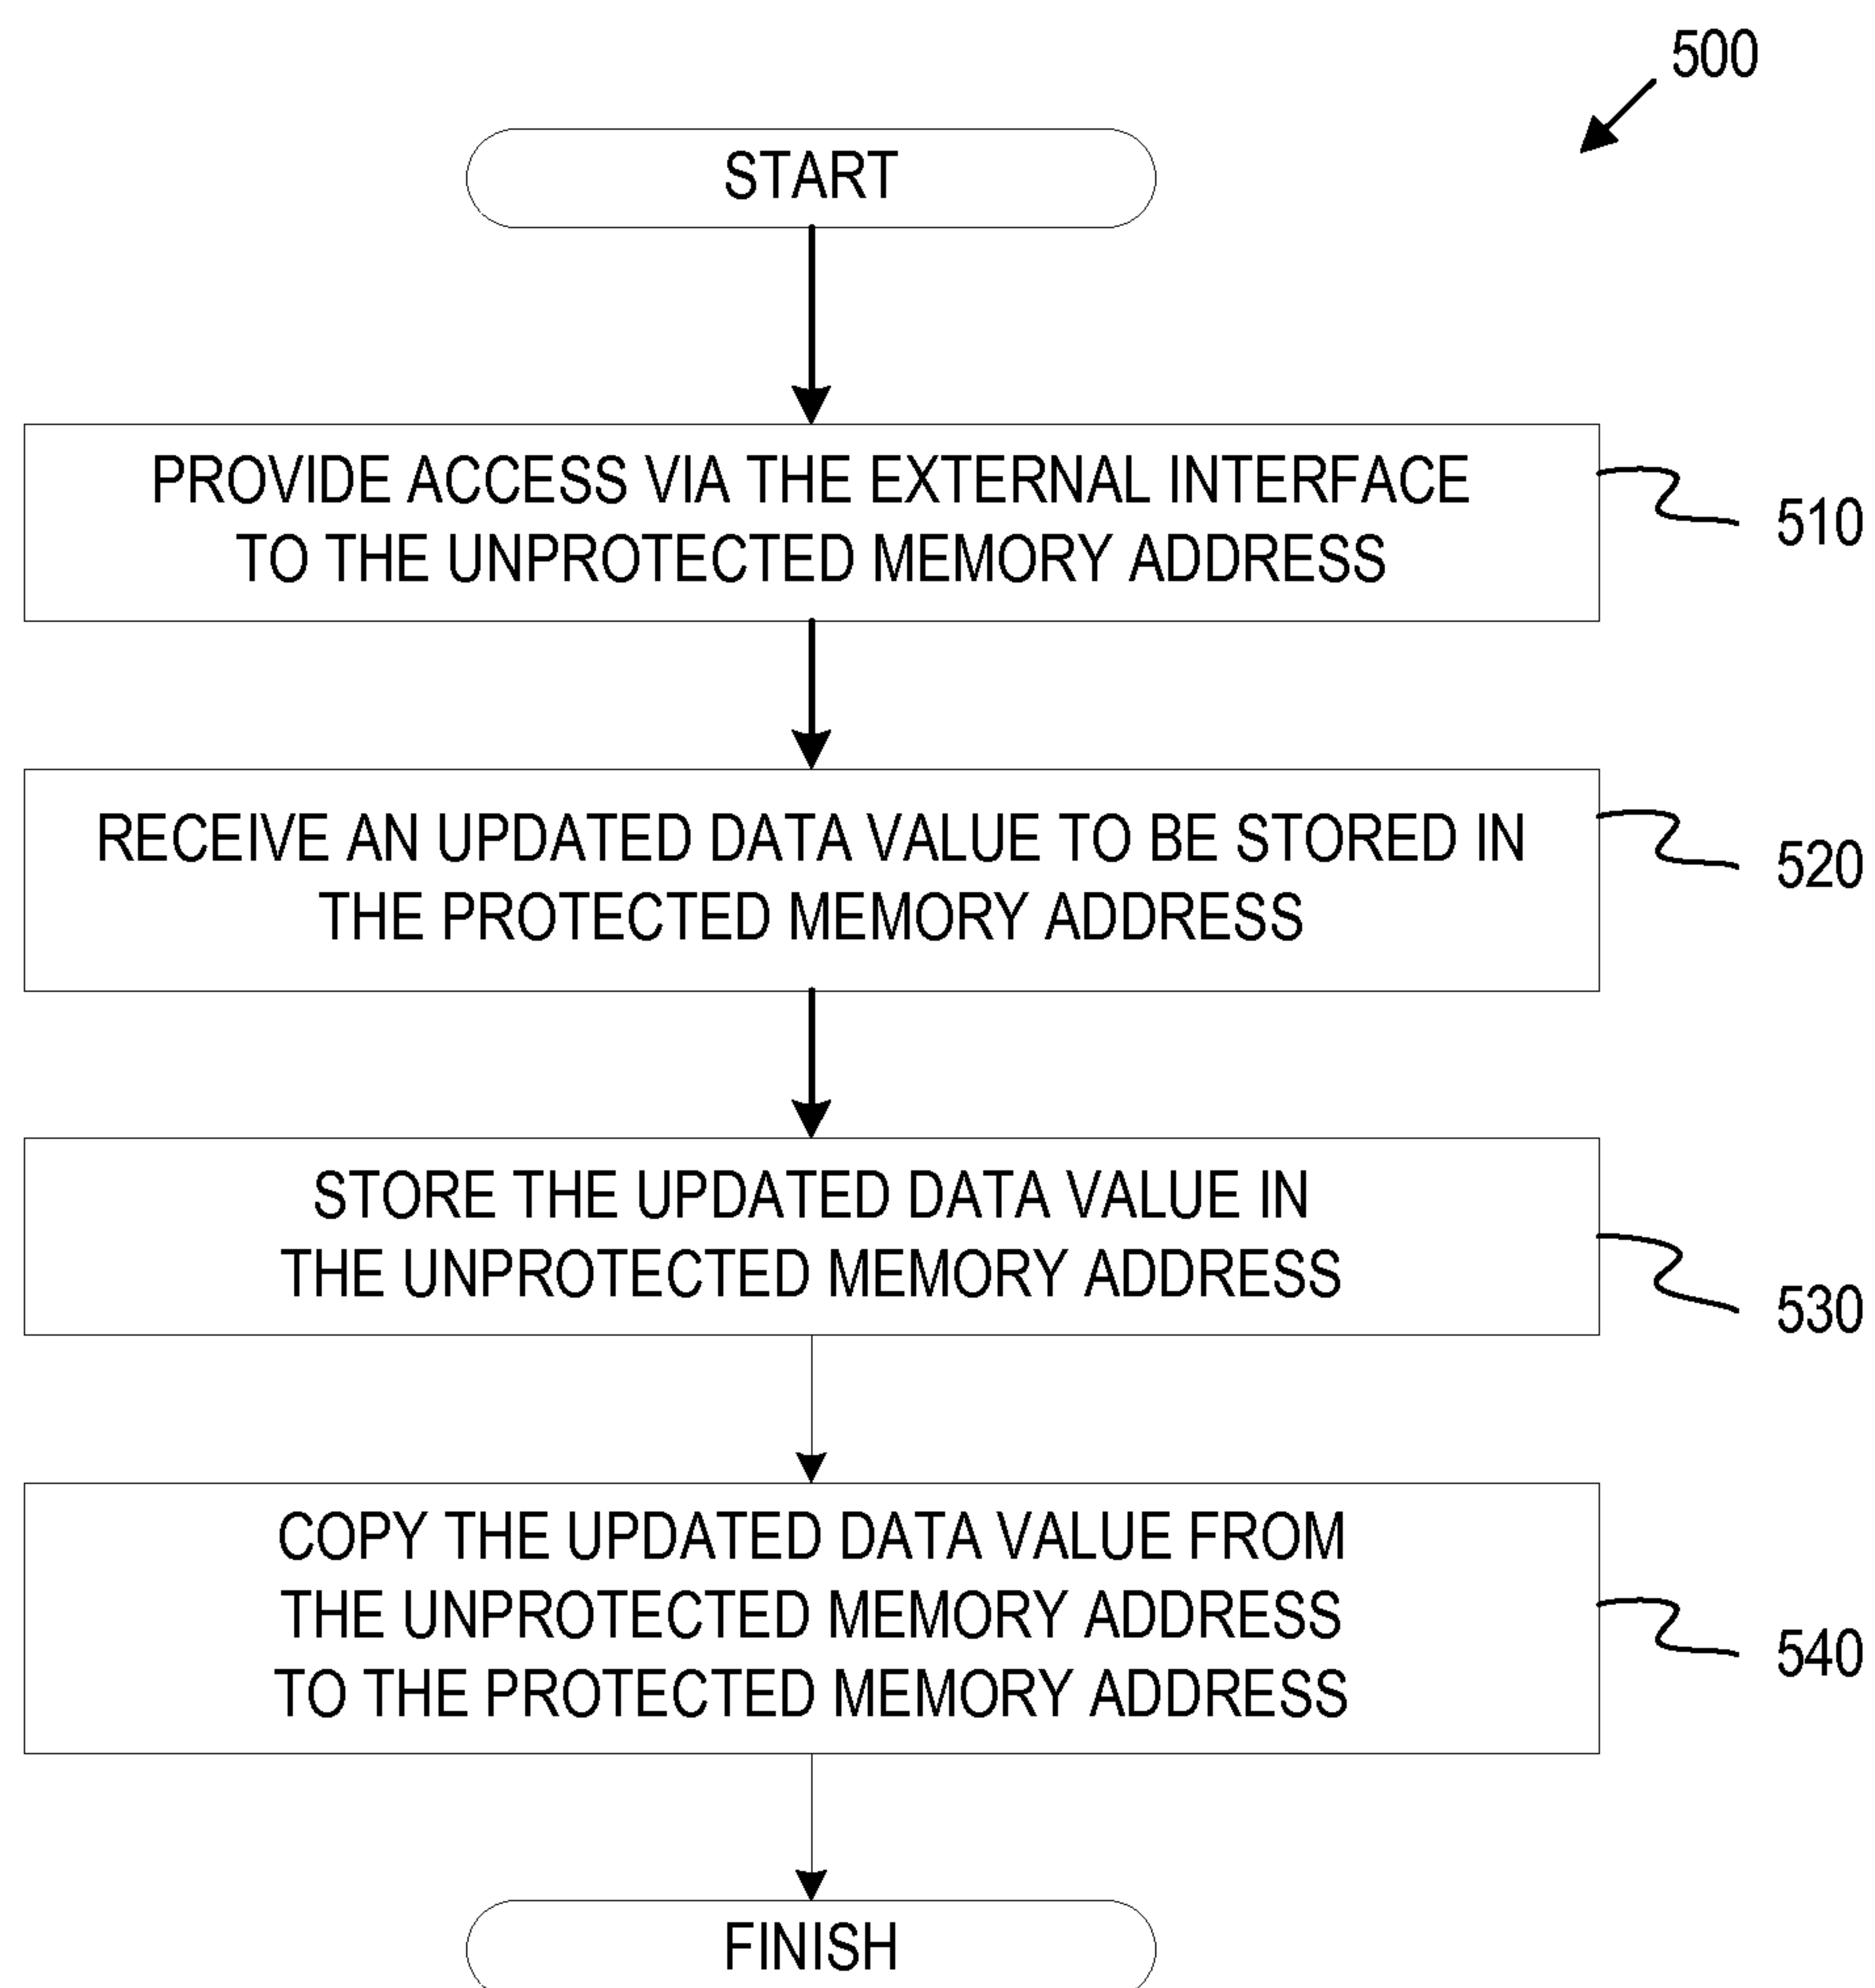 500
START
PROVIDE ACCESS VIA THE EXTERNAL INTERFACE
TO THE UNPROTECTED MEMORY ADDRESS
510
RECEIVE AN UPDATED DATA VALUE TO BE STORED IN
THE PROTECTED MEMORY ADDRESS
520
STORE THE UPDATED DATA VALUE IN
THE UNPROTECTED MEMORY ADDRESS
530
COPY THE UPDATED DATA VALUE FROM
THE UNPROTECTED MEMORY ADDRESS
TO THE PROTECTED MEMORY ADDRESS
540
FINISH